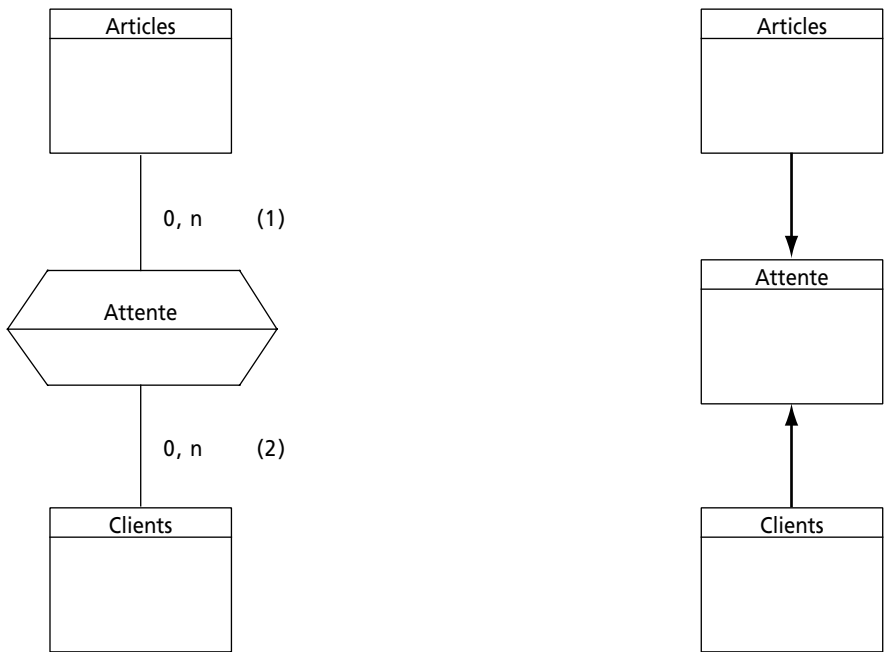 Articles
0, n (1)
Attente
0, n (2)
Clients
Articles
Attente
Clients